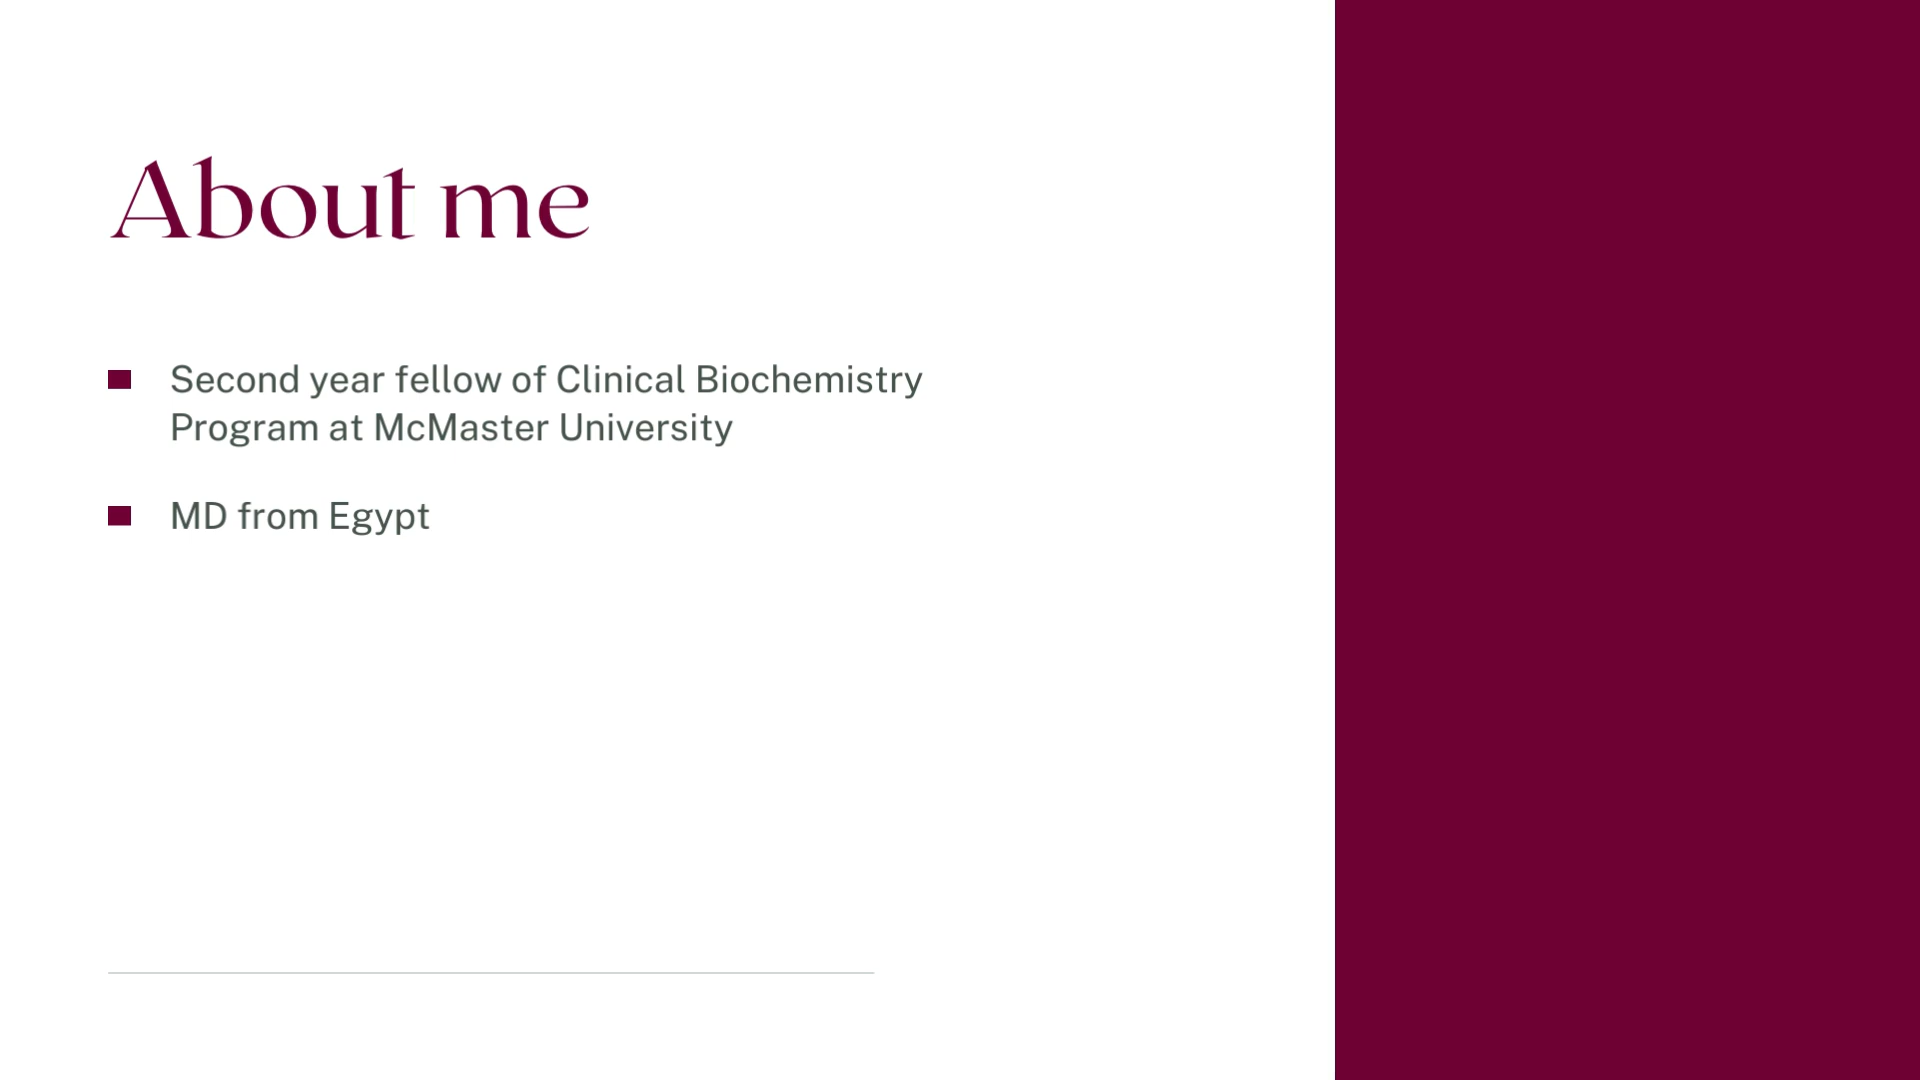 About me
Second year fellow of Clinical Biochemistry
Program at McMaster University
MD from Egypt